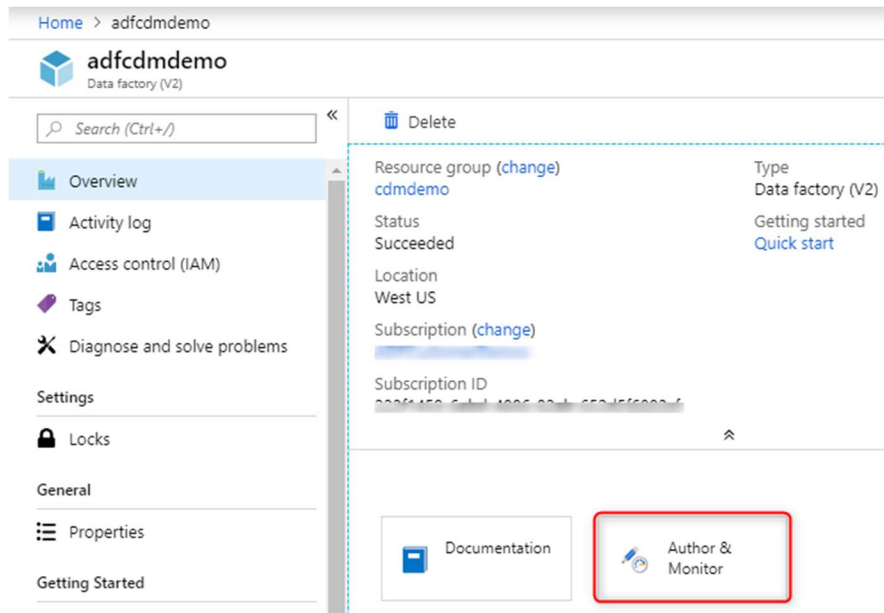 Home > adfcdmdemo
adfcdmdemo
Data factory (V2)
Search (Ctrl+/)
«
Overview
Activity log
Access control (IAM)
Tags
Diagnose and solve problems
Settings
Locks
General
Properties
Getting Started
Delete
Resource group (change)
cdmdemo
Status
Succeeded
Location
West US
Subscription (change)
Subscription ID
Type
Data factory (V2)
Getting started
Quick start
Documentation
Author &
Monitor